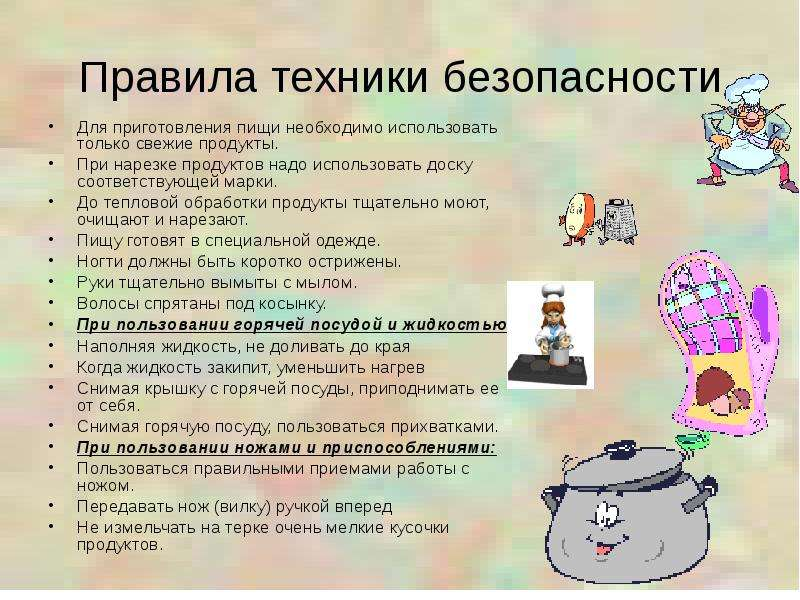 Правила техники безопасности
• Для приготовления пищи необходимо использовать
только свежие продукты.
• При нарезке продуктов надо использовать доску
соответствующей марки.
• До тепловой обработки продукты тщательно моют,
очищают и нарезают.
• Пищу готовят в специальной одежде.
• Ногти должны быть коротко острижены.
• Руки тщательно вымыты с мылом.
• Волосы спрятаны под косынку.
• При пользовании горячей посудой и жидкостью
• Наполняя жидкость, не доливать до края
• Когда жидкость закипит, уменьшить нагрев
• Снимая крышку с горячей посуды, приподнимать ее
от себя.
• Снимая горячую посуду, пользоваться прихватками.
• При пользовании ножами и приспособлениями:
• Пользоваться правильными приемами работы с
ножом.
• Передавать нож (вилку) ручкой вперед
• Не измельчать на терке очень мелкие кусочки
продуктов.